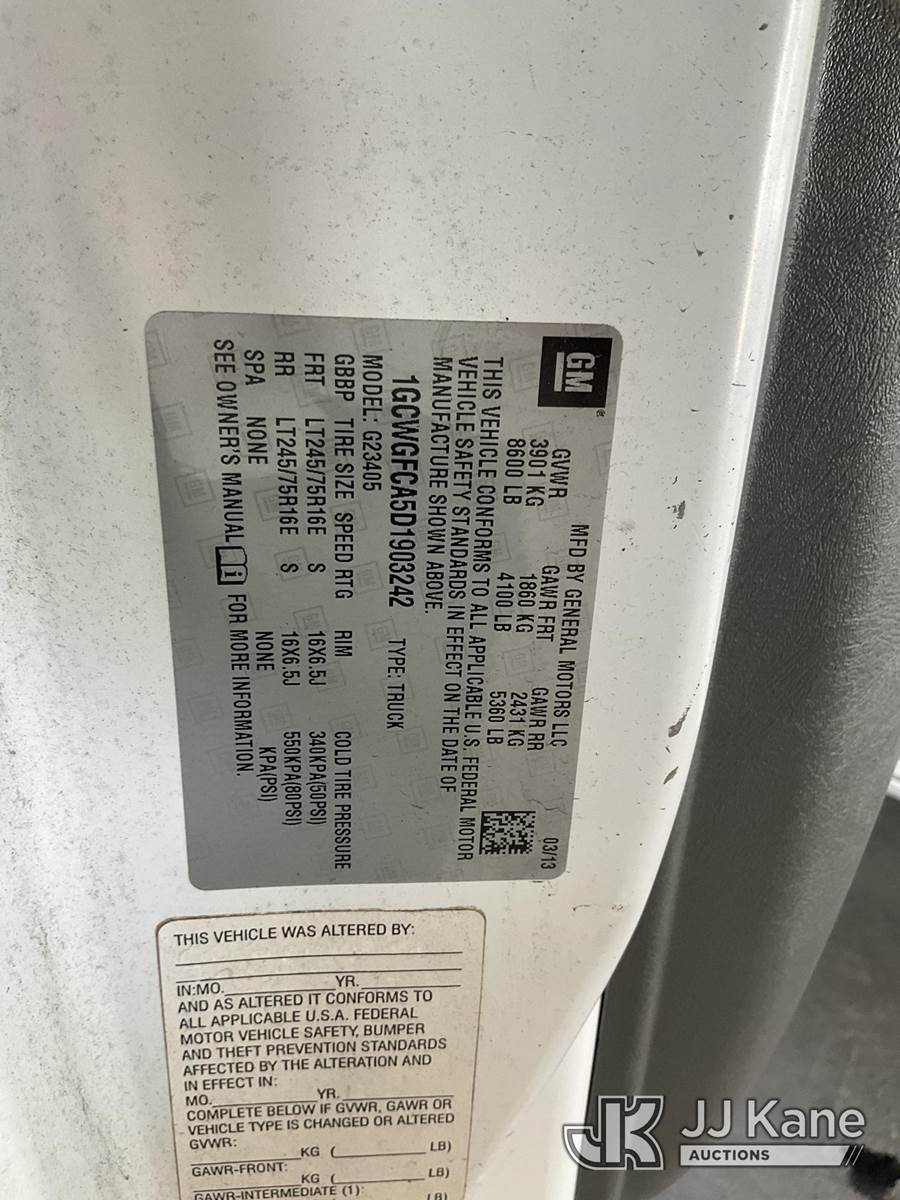 GM
MFD BY GENERAL MOTORS LLC 03/13
GVWR GAWR FRT GAWR RR
3901 KG 1860 KG 2431 KG
8600 LB 4100 LB 5360 LB
THIS VEHICLE CONFORMS TO ALL APPLICABLE U.S. FEDERAL MOTOR
VEHICLE SAFETY STANDARDS IN EFFECT ON THE DATE OF
MANUFACTURE SHOWN ABOVE.
1GCWGFCA5D1903242 TYPE: TRUCK
MODEL: G23405
GBBP TIRE SIZE SPEED RTG RIM COLD TIRE PRESSURE
FRT LT245/75R16E S 16X6.5J 340KPA(50PSI)
RR LT245/75R16E S 16X6.5J 550KPA(80PSI)
SPA NONE NONE KPA(PSI)
SEE OWNER'S MANUAL FOR MORE INFORMATION.
THIS VEHICLE WAS ALTERED BY:
IN:MO. YR.
AND AS ALTERED IT CONFORMS TO
ALL APPLICABLE U.S.A. FEDERAL
MOTOR VEHICLE SAFETY, BUMPER
AND THEFT PREVENTION STANDARDS
AFFECTED BY THE ALTERATION AND
IN EFFECT IN:
MO. YR.
COMPLETE BELOW IF GVWR, GAWR OR
VEHICLE TYPE IS CHANGED OR ALTERED
GVWR:
KG ( LB)
GAWR-FRONT:
KG ( LB)
GAWR-INTERMEDIATE (1):
LB)
JK JJ Kane
AUCTIONS